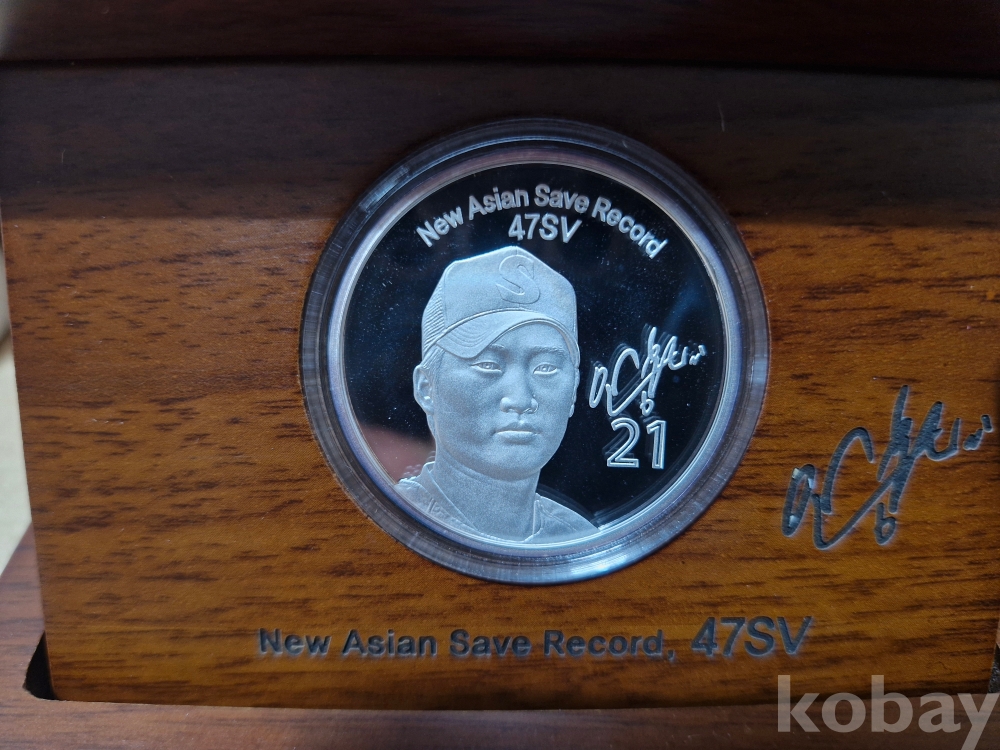 New Asian Save Record
47SV
S
21
New Asian Save Record, 47SV
kobay